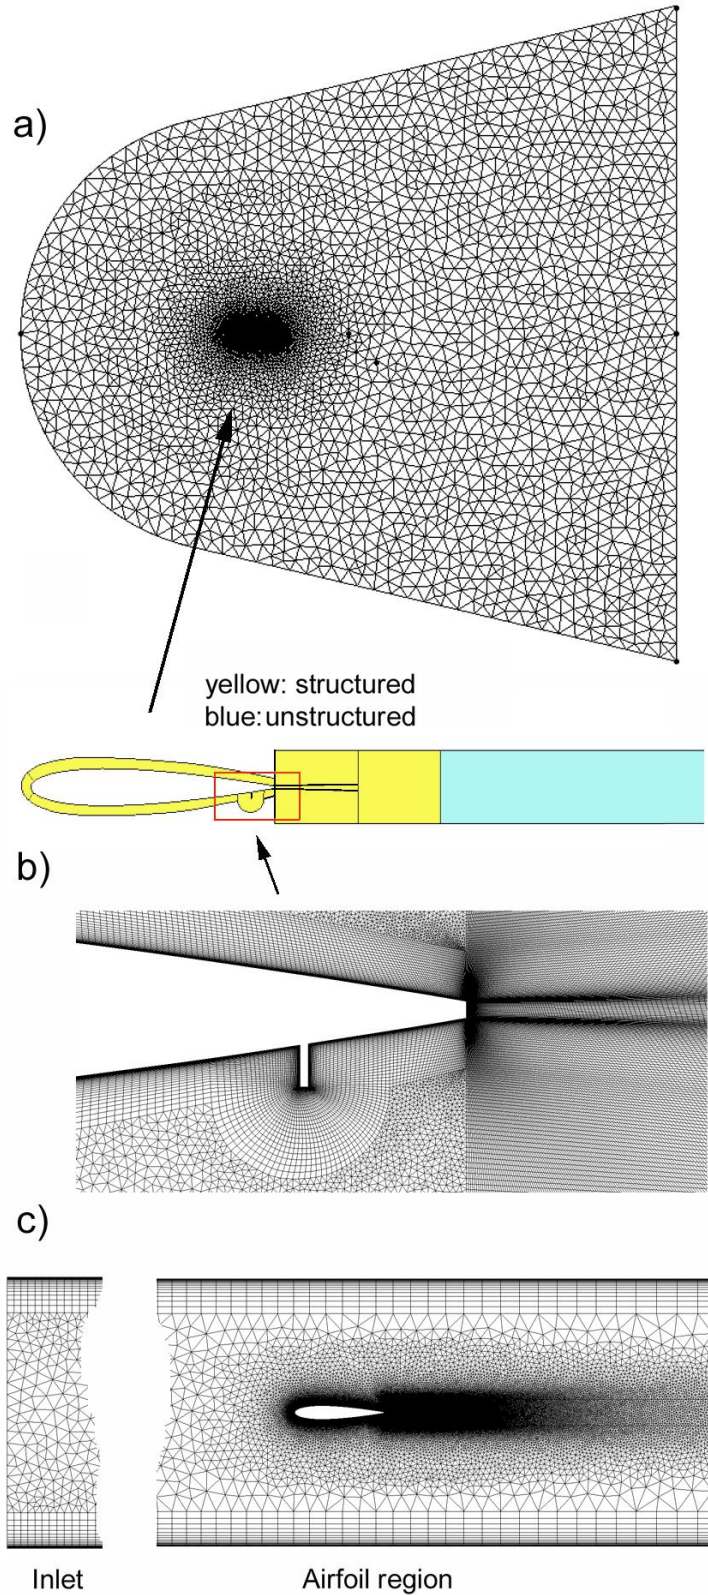 a)
yellow: structured
blue:unstructured
b)
c)
Inlet
Airfoil region